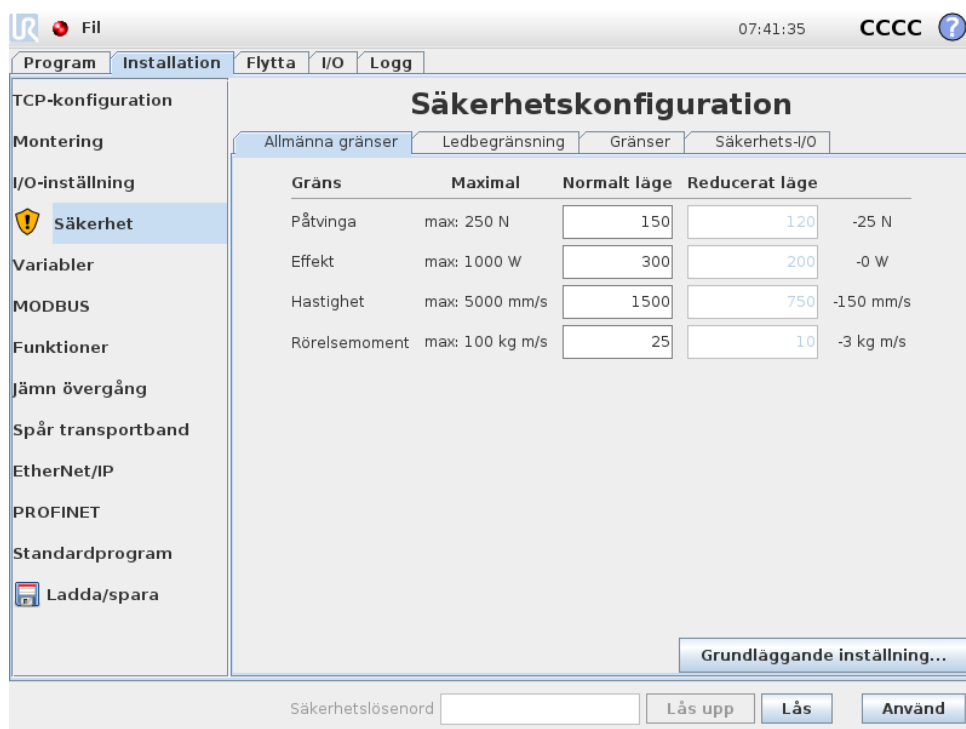 UR Fil 07:41:35 CCCC ?
Program Installation Flytta I/O Logg
TCP-konfiguration
Montering
I/O-inställning
Säkerhet
Variabler
MODBUS
Funktioner
Jämn övergång
Spår transportband
EtherNet/IP
PROFINET
Standardprogram
Ladda/spara
Säkerhetskonfiguration
Allmänna gränser Ledbegränsning Gränser Säkerhets-I/O
Gräns Maximal Normalt läge Reducerat läge
Påtvinga max: 250 N 150 120 -25 N
Effekt max: 1000 W 300 200 -0 W
Hastighet max: 5000 mm/s 1500 750 -150 mm/s
Rörelsemoment max: 100 kg m/s 25 10 -3 kg m/s
Grundläggande inställning...
Säkerhetslösenord Lås upp Lås Använd